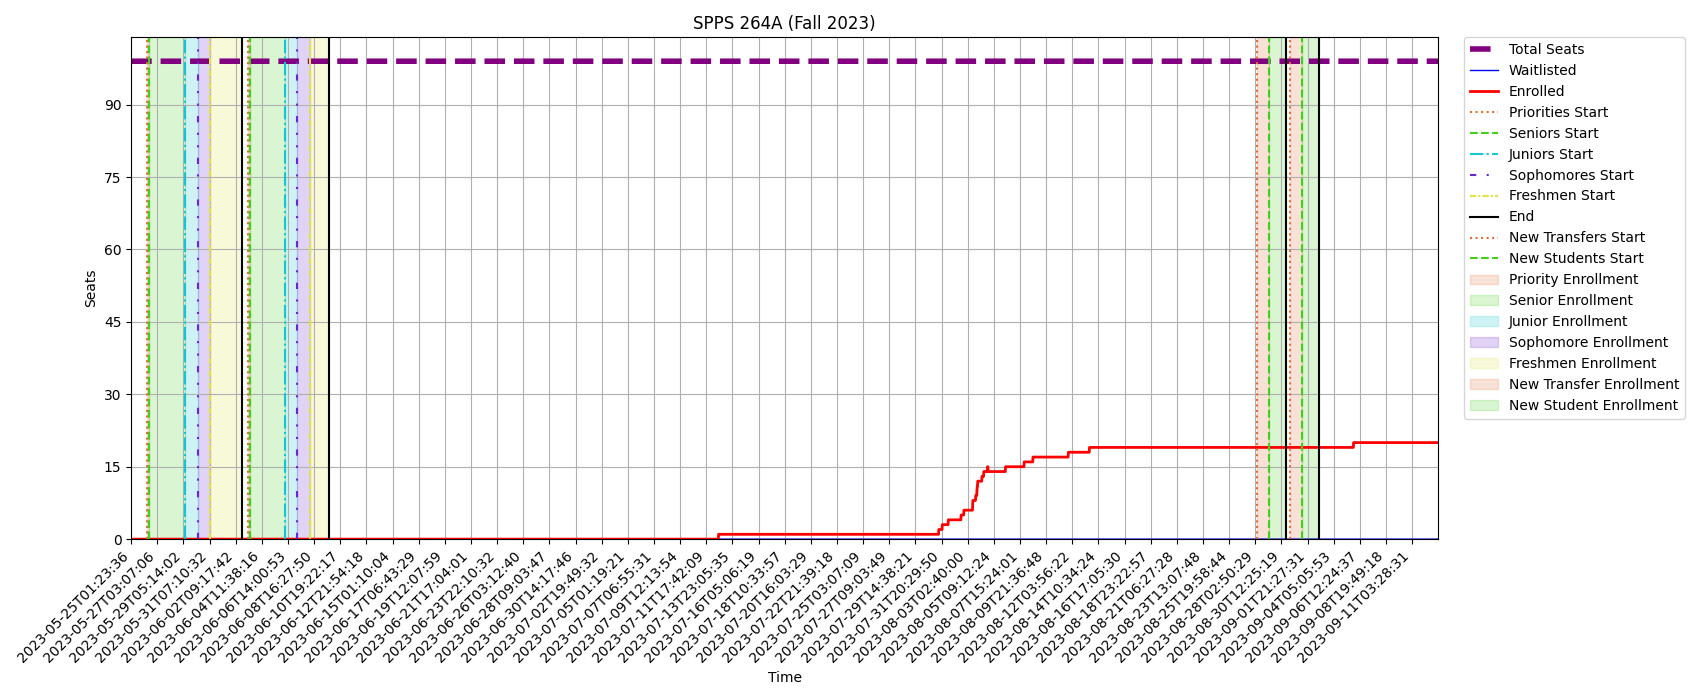 SPPS 264A (Fall 2023)
Seats
90
75
60
45
30
15
0
2023-05-25T01:23:36
2023-05-27T03:07:06
2023-05-29T05:14:02
2023-05-31T07:10:32
2023-06-02T09:17:42
2023-06-04T11:38:16
2023-06-06T14:00:53
2023-06-08T16:27:50
2023-06-10T19:22:17
2023-06-12T21:54:18
2023-06-15T01:10:04
2023-06-17T06:43:29
2023-06-19T12:07:59
2023-06-21T17:04:01
2023-06-23T22:10:32
2023-06-26T03:12:40
2023-06-28T09:03:47
2023-06-30T14:17:46
2023-07-02T19:49:32
2023-07-05T01:19:21
2023-07-07T06:55:31
2023-07-09T12:13:54
2023-07-11T17:42:09
2023-07-13T23:05:35
2023-07-16T05:06:19
2023-07-18T10:33:57
2023-07-20T16:03:29
2023-07-22T21:39:18
2023-07-25T03:07:09
2023-07-27T09:03:49
2023-07-29T14:38:21
2023-07-31T20:29:50
2023-08-03T02:40:00
2023-08-05T09:12:24
2023-08-07T15:24:01
2023-08-09T21:36:48
2023-08-12T03:56:22
2023-08-14T10:34:24
2023-08-16T17:05:30
2023-08-18T23:22:57
2023-08-21T06:27:28
2023-08-23T13:07:48
2023-08-25T19:58:44
2023-08-28T02:50:29
2023-08-30T12:25:19
2023-09-01T21:27:31
2023-09-04T05:05:53
2023-09-06T12:24:37
2023-09-08T19:49:18
2023-09-11T03:28:31
Time
Total Seats
Waitlisted
Enrolled
Priorities Start
Seniors Start
Juniors Start
Sophomores Start
Freshmen Start
End
New Transfers Start
New Students Start
Priority Enrollment
Senior Enrollment
Junior Enrollment
Sophomore Enrollment
Freshmen Enrollment
New Transfer Enrollment
New Student Enrollment